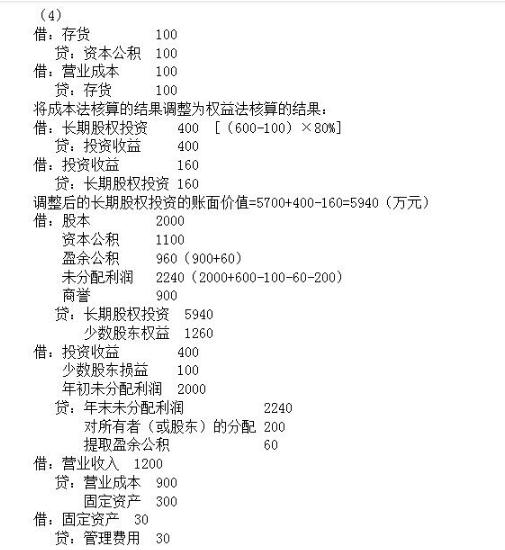 （4）
借：存货 100
贷：资本公积 100
借：营业成本 100
贷：存货 100
将成本法核算的结果调整为权益法核算的结果：
借：长期股权投资 400 [（600-100）×80%]
贷：投资收益 400
借：投资收益 160
贷：长期股权投资 160
调整后的长期股权投资的账面价值=5700+400-160=5940（万元）
借：股本 2000
资本公积 1100
盈余公积 960（900+60）
未分配利润 2240（2000+600-100-60-200）
商誉 900
贷：长期股权投资 5940
少数股东权益 1260
借：投资收益 400
少数股东损益 100
年初未分配利润 2000
贷：年末未分配利润 2240
对所有者（或股东）的分配 200
提取盈余公积 60
借：营业收入 1200
贷：营业成本 900
固定资产 300
借：固定资产 30
贷：管理费用 30